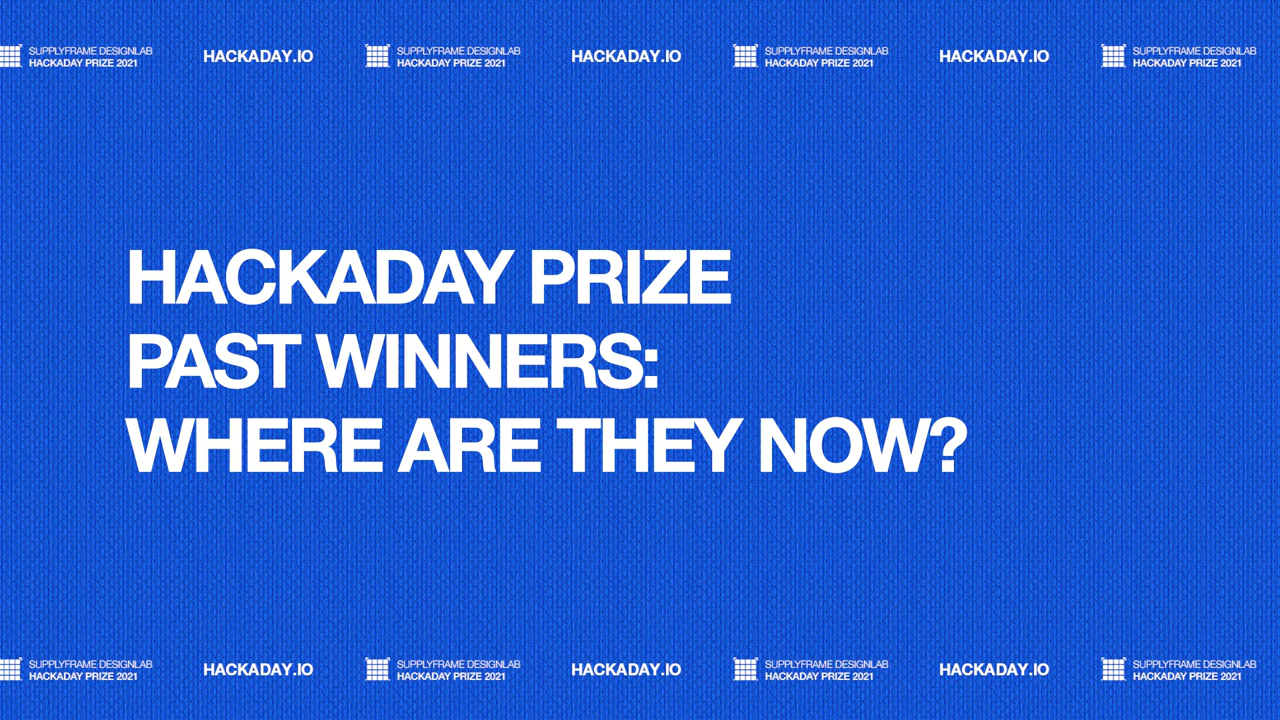 SUPPLYFRAME DESIGNLAB
HACKADAY PRIZE 2021
HACKADAY.IO
SUPPLYFRAME DESIGNLAB
HACKADAY PRIZE 2021
HACKADAY.IO
SUPPLYFRAME DESIGNLAB
HACKADAY PRIZE 2021
HACKADAY.IO
SUPPLYFRAME DESIGNLAB
HACKADAY PRIZE 2021
HACKADAY PRIZE
PAST WINNERS:
WHERE ARE THEY NOW?
SUPPLYFRAME DESIGNLAB
HACKADAY PRIZE 2021
HACKADAY.IO
SUPPLYFRAME DESIGNLAB
HACKADAY PRIZE 2021
HACKADAY.IO
SUPPLYFRAME DESIGNLAB
HACKADAY PRIZE 2021
HACKADAY.IO
SUPPLYFRAME DESIGNLAB
HACKADAY PRIZE 2021